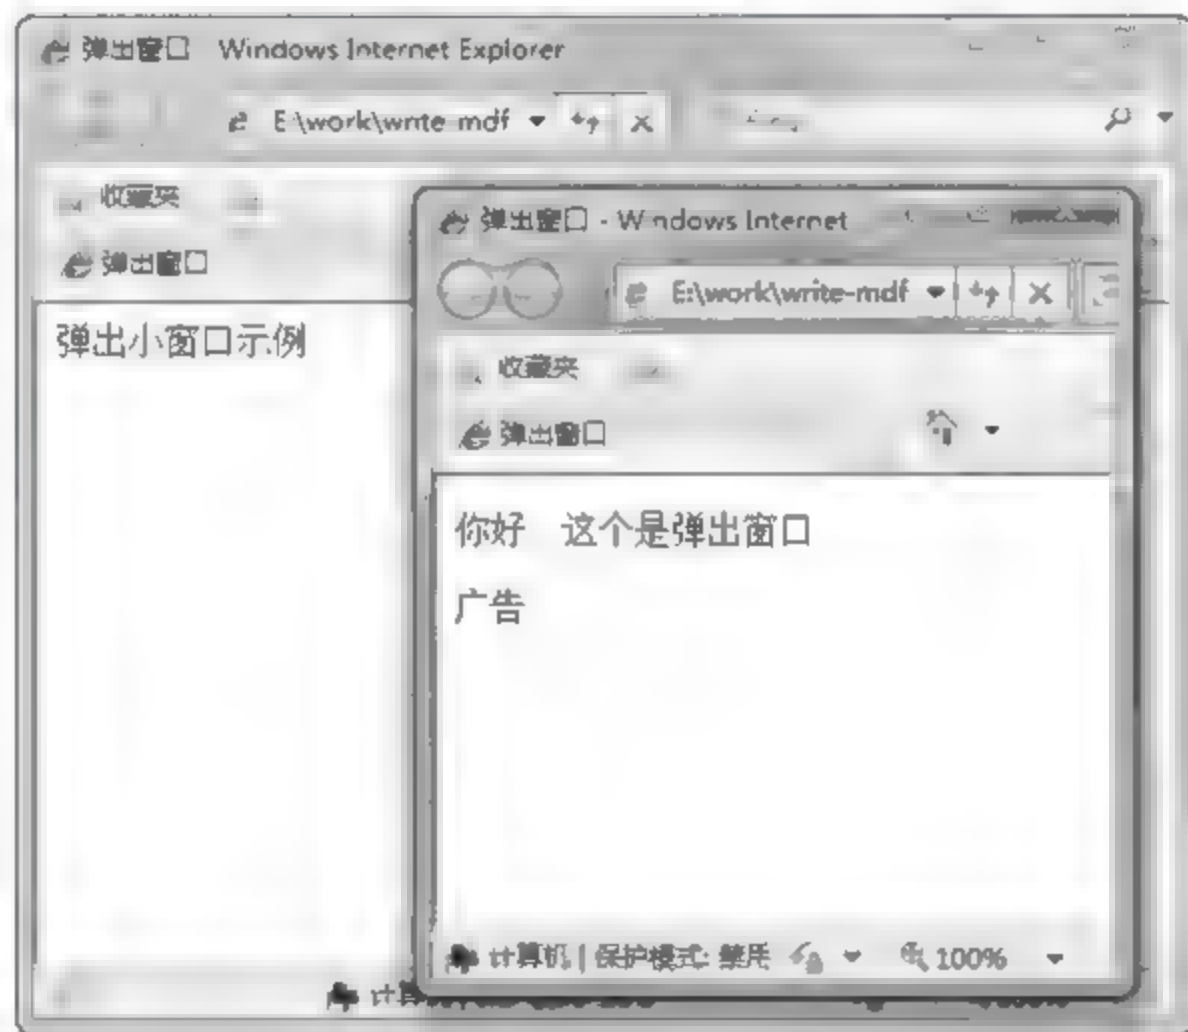 弹出窗口 Windows Internet Explorer
E:\work\write-mdf
收藏夹
弹出窗口
弹出小窗口示例
弹出窗口 - Windows Internet
E:\work\write-mdf
收藏夹
弹出窗口
你好 这个是弹出窗口
广告
计算机 | 保护模式: 禁用 100%